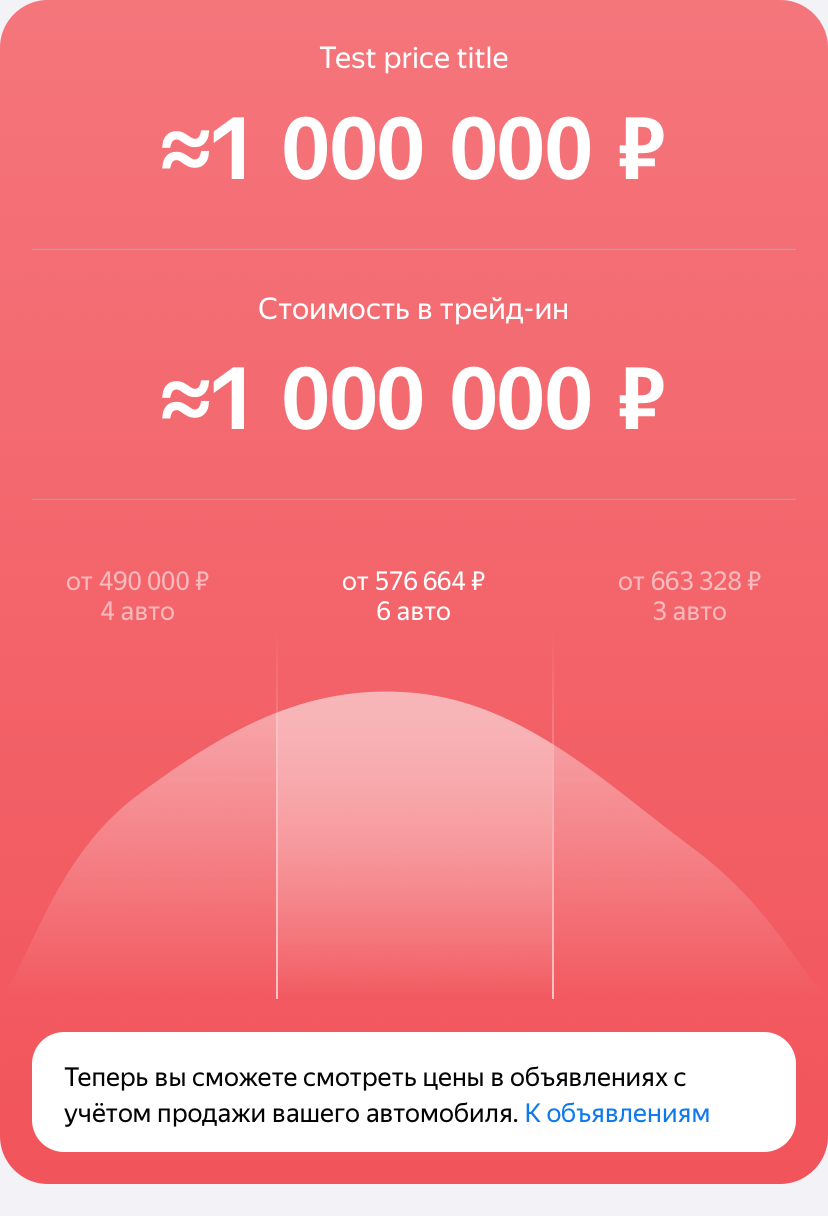 Test price title
≈1 000 000 ₽
Стоимость в трейд-ин
≈1 000 000 ₽
от 490 000 ₽
4 авто
от 576 664 ₽
6 авто
от 663 328 ₽
3 авто
Теперь вы сможете смотреть цены в объявлениях с
учётом продажи вашего автомобиля. К объявлениям